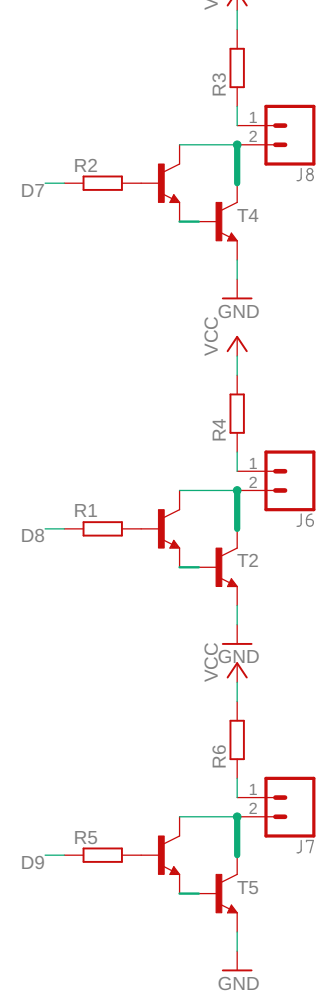 R3
1
2
J8
R2
D7
T4
GND
VCC
R4
1
2
J6
R1
D8
T2
GND
VCC
R6
1
2
J7
R5
D9
T5
GND